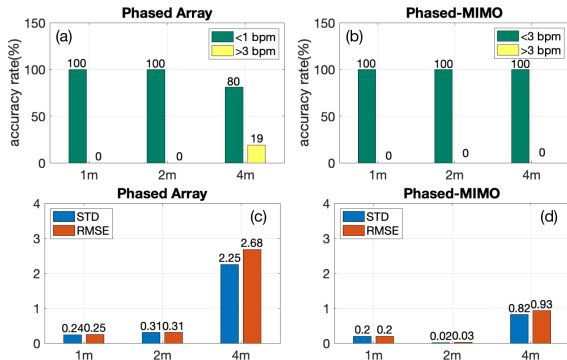 Phased Array
Phased-MIMO
(a)
<1 bpm
>3 bpm
(b)
<3 bpm
>3 bpm
accuracy rate(%)
accuracy rate(%)
150
100
50
0
100
100
80
0
0
19
1m
2m
4m
150
100
50
0
100
100
100
0
0
0
1m
2m
4m
Phased Array
Phased-MIMO
STD
RMSE
(c)
STD
RMSE
(d)
4
3
2
1
0
0.24
0.25
0.31
0.31
2.25
2.68
1m
2m
4m
4
3
2
1
0
0.2
0.2
0.02
0.03
0.82
0.93
1m
2m
4m